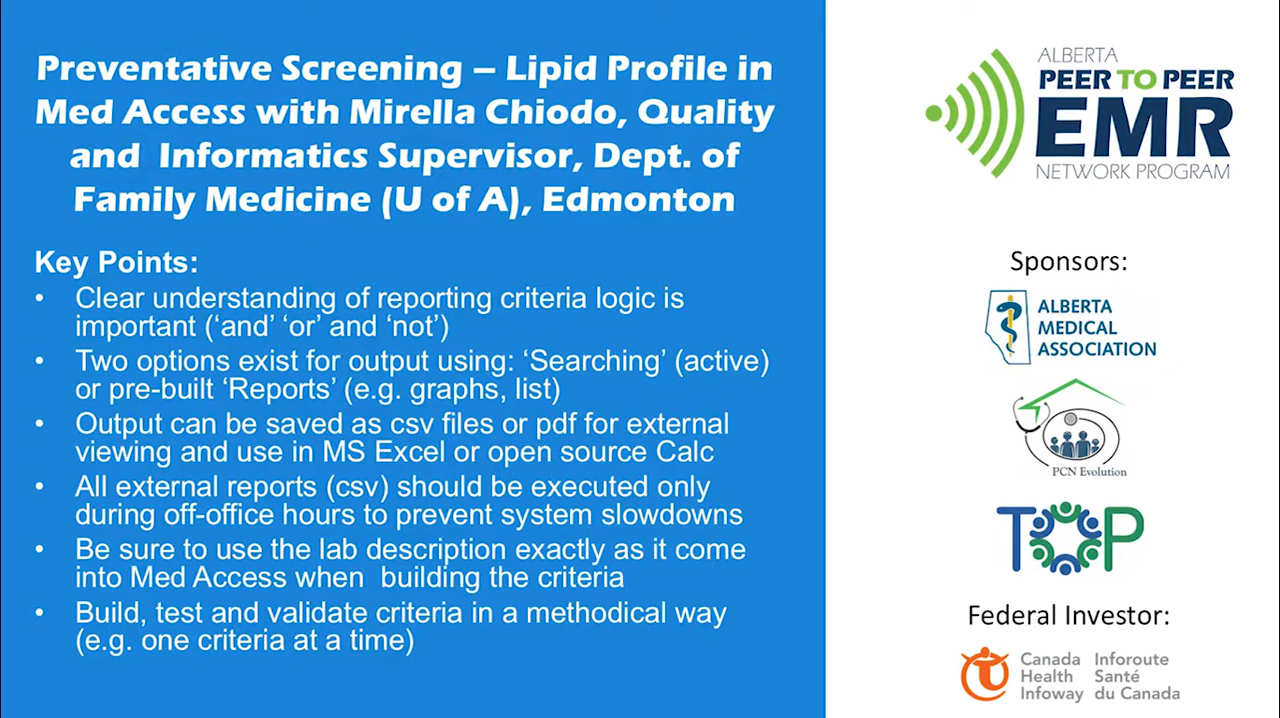 Preventative Screening – Lipid Profile in
Med Access with Mirella Chiodo, Quality
and Informatics Supervisor, Dept. of
Family Medicine (U of A), Edmonton
Key Points:
• Clear understanding of reporting criteria logic is
important (‘and’ ‘or’ and ‘not’)
• Two options exist for output using: ‘Searching’ (active)
or pre-built ‘Reports’ (e.g. graphs, list)
• Output can be saved as csv files or pdf for external
viewing and use in MS Excel or open source Calc
• All external reports (csv) should be executed only
during off-office hours to prevent system slowdowns
• Be sure to use the lab description exactly as it come
into Med Access when building the criteria
• Build, test and validate criteria in a methodical way
(e.g. one criteria at a time)
ALBERTA
PEER TO PEER
EMR
NETWORK PROGRAM
Sponsors:
ALBERTA
MEDICAL
ASSOCIATION
PCN Evolution
TOP
Federal Investor:
Canada Inforoute
Health Santé
Infoway du Canada